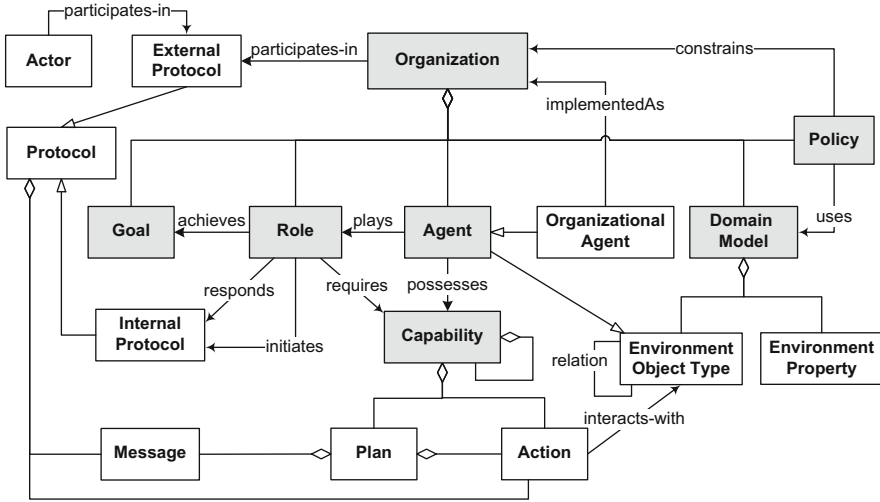 participates-in
Actor
External
Protocol
participates-in
Organization
constrains
implementedAs
Protocol
Policy
Goal
achieves
Role
plays
Agent
Organizational
Agent
Domain
Model
uses
responds
requires
possesses
Internal
Protocol
initiates
Capability
relation
Environment
Object Type
Environment
Property
interacts-with
Message
Plan
Action